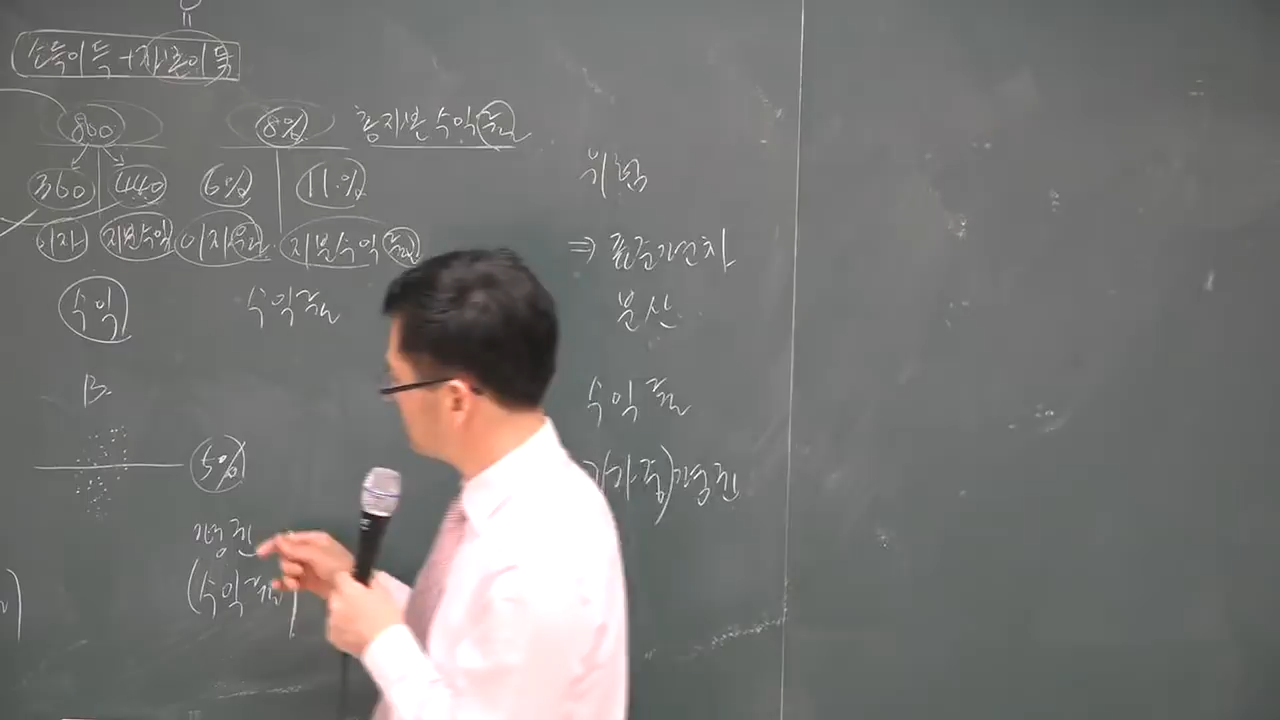 소득이득 + 자본이득
800 8% 총자본수익률
360 440 6% 11%
이자 지분수익 이자율 지분수익률
수익 수익률
B
5%
평균
(수익률)
위험
⇒ 표준편차
분산
수익률
가중)평균